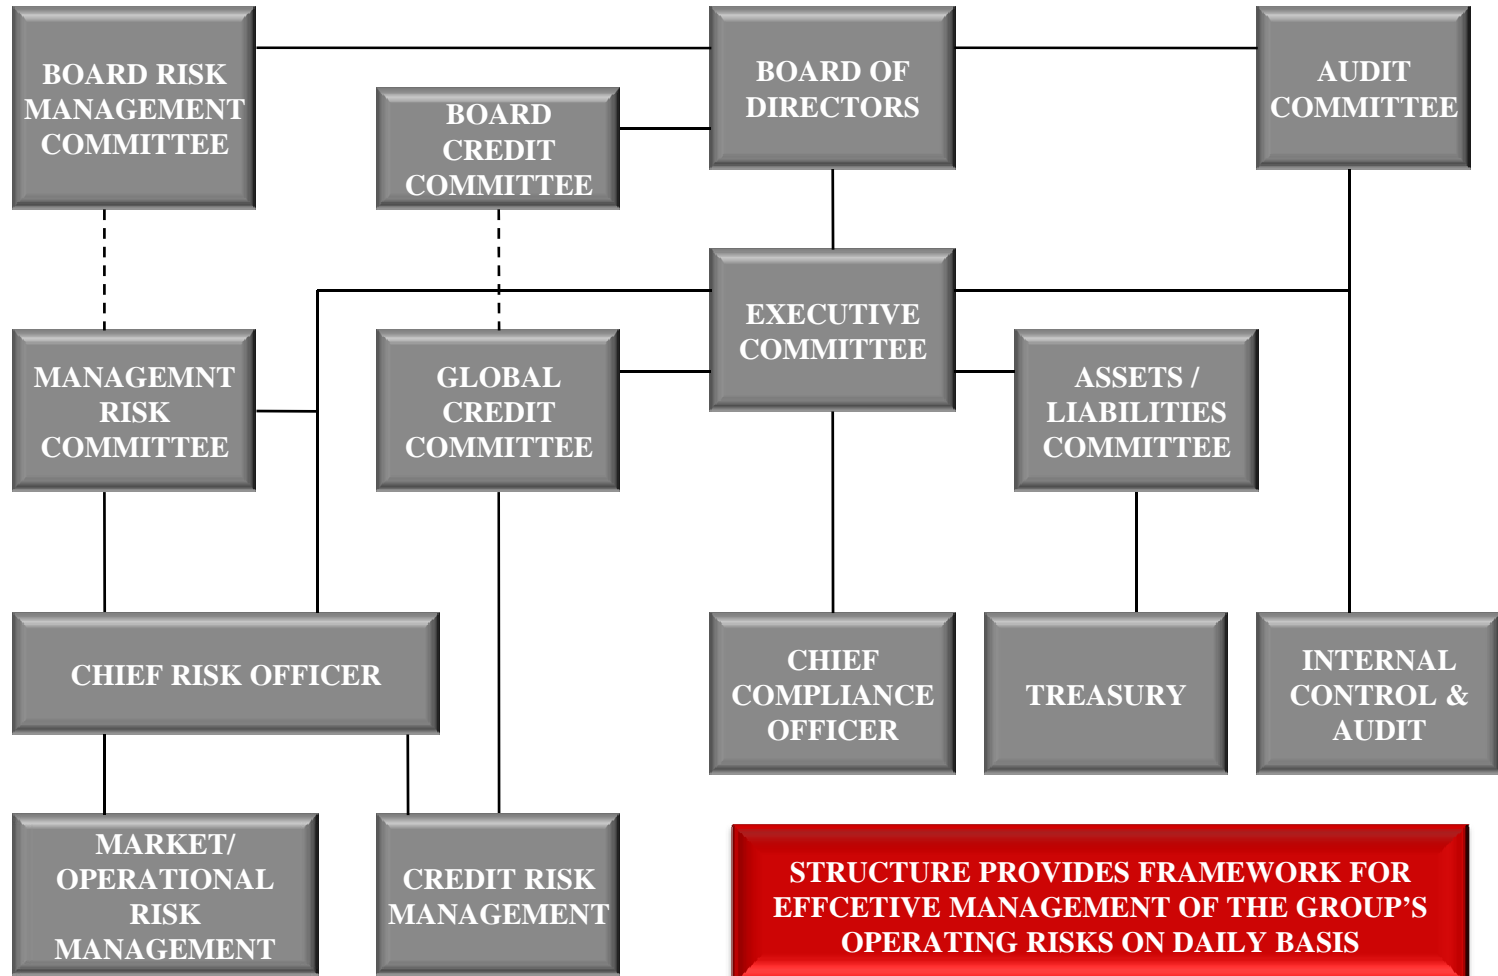 BOARD RISK
MANAGEMENT
COMMITTEE
BOARD
CREDIT
COMMITTEE
BOARD OF
DIRECTORS
AUDIT
COMMITTEE
MANAGEMNT
RISK
COMMITTEE
GLOBAL
CREDIT
COMMITTEE
EXECUTIVE
COMMITTEE
ASSETS /
LIABILITIES
COMMITTEE
CHIEF RISK OFFICER
CHIEF
COMPLIANCE
OFFICER
TREASURY
INTERNAL
CONTROL &
AUDIT
MARKET/
OPERATIONAL
RISK
MANAGEMENT
CREDIT RISK
MANAGEMENT
STRUCTURE PROVIDES FRAMEWORK FOR
EFFCETIVE MANAGEMENT OF THE GROUP’S
OPERATING RISKS ON DAILY BASIS